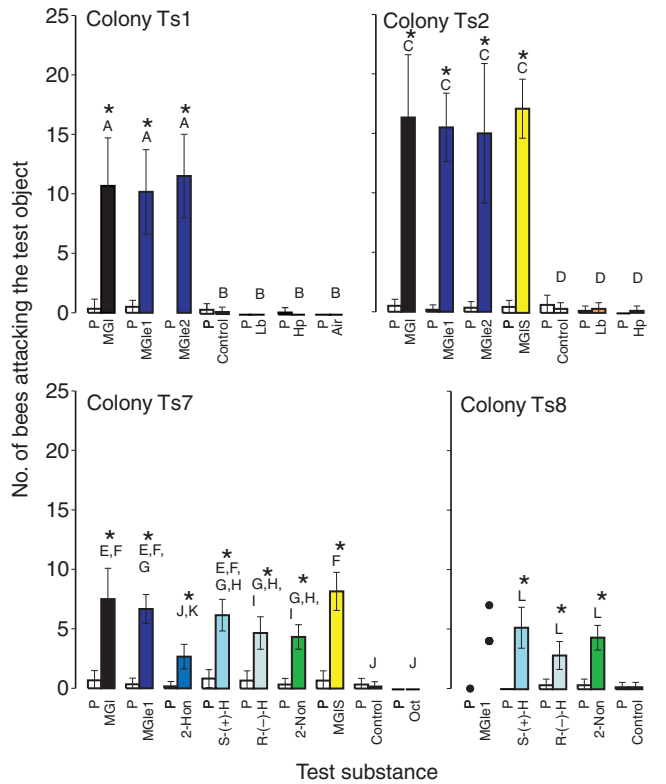 No. of bees attacking the test object
Colony Ts1
25
20
15
10
5
0
*
A
*
A
*
A
B
B
B
B
P
MGl
P
MGle1
P
MGle2
P
Control
P
Lb
P
Hp
P
Air
Colony Ts2
*
C
*
C
*
C
*
C
D
D
D
P
MGl
P
MGle1
P
MGle2
P
MGlS
P
Control
P
Lb
P
Hp
Colony Ts7
25
20
15
10
5
0
*
E,F
*
E,F,
G
*
J,K
*
E,F,
G,H
*
G,H,
I
*
G,H,
I
*
F
J
J
P
MGl
P
MGle1
P
2-Hon
P
S-(+)-H
P
R-(−)-H
P
2-Non
P
MGlS
P
Control
P
Oct
Colony Ts8
*
L
*
L
*
L
P
MGle1
P
S-(+)-H
P
R-(−)-H
P
2-Non
P
Control
Test substance